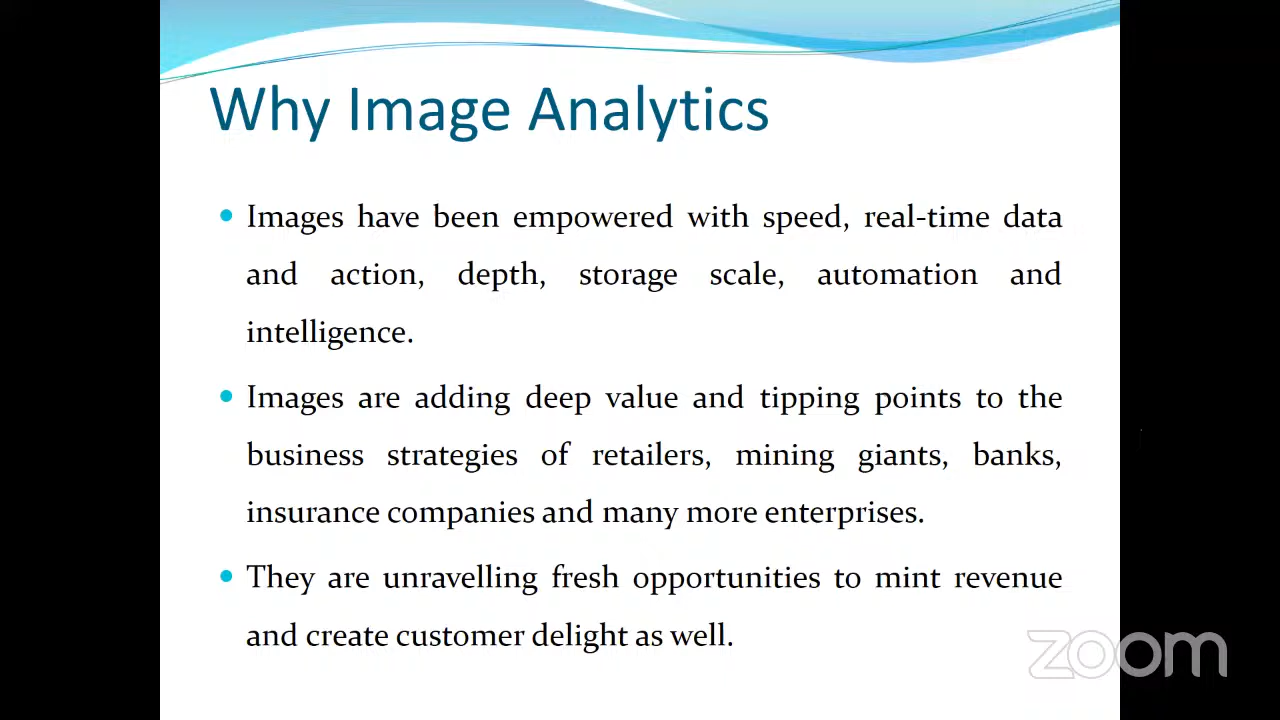 Why Image Analytics
Images have been empowered with speed, real-time data
and action, depth, storage scale, automation and
intelligence.
Images are adding deep value and tipping points to the
business strategies of retailers, mining giants, banks,
insurance companies and many more enterprises.
They are unravelling fresh opportunities to mint revenue
and create customer delight as well.
zoom